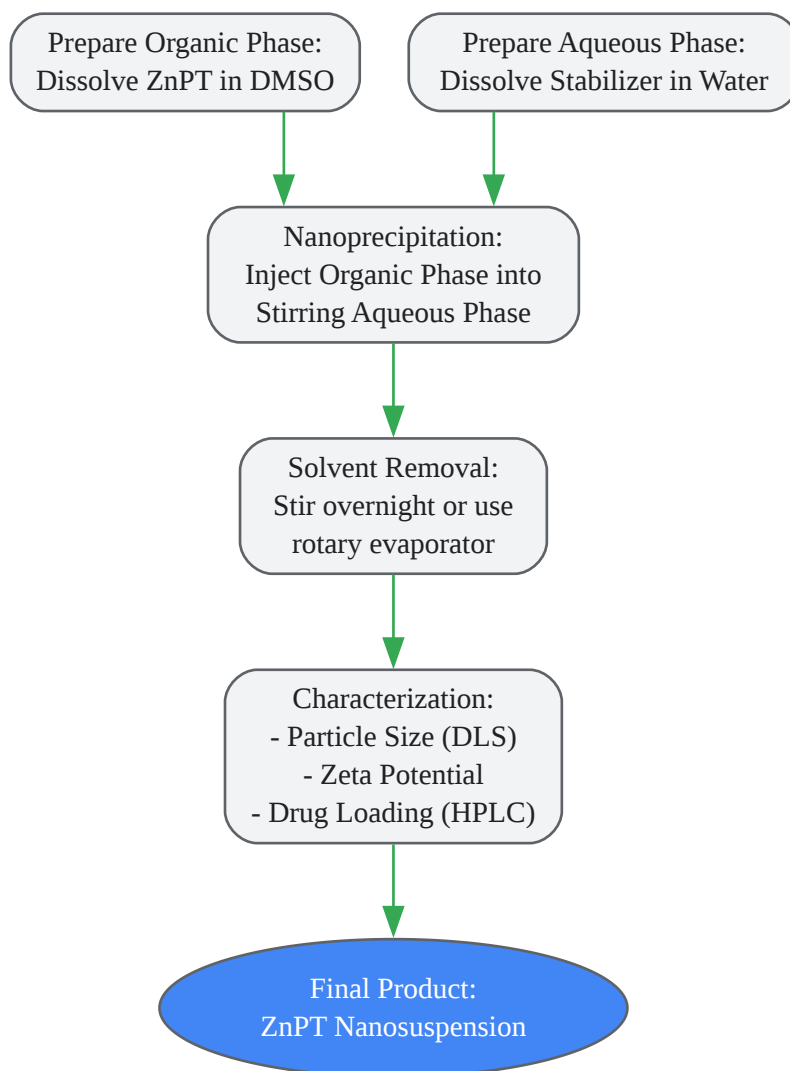 Prepare Organic Phase:
Dissolve ZnPT in DMSO
Prepare Aqueous Phase:
Dissolve Stabilizer in Water
Nanoprecipitation:
Inject Organic Phase into
Stirring Aqueous Phase
Solvent Removal:
Stir overnight or use
rotary evaporator
Characterization:
- Particle Size (DLS)
- Zeta Potential
- Drug Loading (HPLC)
Final Product:
ZnPT Nanosuspension